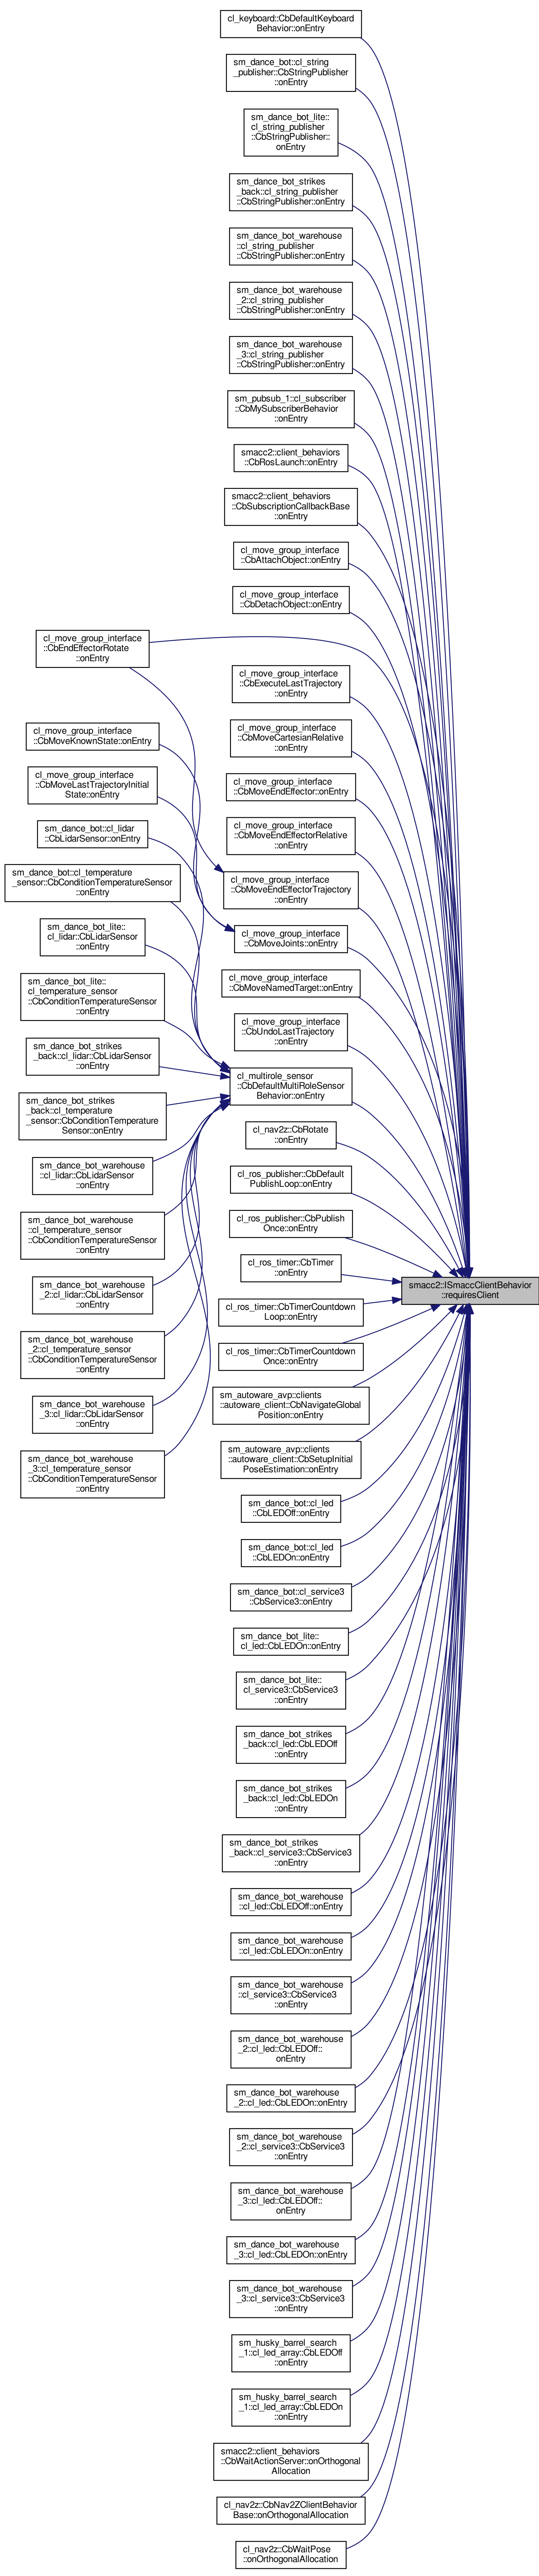 cl_keyboard::CbDefaultKeyboard
Behavior::onEntry
sm_dance_bot::cl_string
_publisher::CbStringPublisher
::onEntry
sm_dance_bot_lite::
cl_string_publisher
::CbStringPublisher::
onEntry
sm_dance_bot_strikes
_back::cl_string_publisher
::CbStringPublisher::onEntry
sm_dance_bot_warehouse
::cl_string_publisher
::CbStringPublisher::onEntry
sm_dance_bot_warehouse
_2::cl_string_publisher
::CbStringPublisher::onEntry
sm_dance_bot_warehouse
_3::cl_string_publisher
::CbStringPublisher::onEntry
sm_pubsub_1::cl_subscriber
::CbMySubscriberBehavior
::onEntry
smacc2::client_behaviors
::CbRosLaunch::onEntry
smacc2::client_behaviors
::CbSubscriptionCallbackBase
::onEntry
cl_move_group_interface
::CbAttachObject::onEntry
cl_move_group_interface
::CbDetachObject::onEntry
cl_move_group_interface
::CbEndEffectorRotate
::onEntry
cl_move_group_interface
::CbExecuteLastTrajectory
::onEntry
cl_move_group_interface
::CbMoveCartesianRelative
::onEntry
cl_move_group_interface
::CbMoveKnownState::onEntry
cl_move_group_interface
::CbMoveEndEffector::onEntry
cl_move_group_interface
::CbMoveLastTrajectoryInitial
State::onEntry
cl_move_group_interface
::CbMoveEndEffectorRelative
::onEntry
sm_dance_bot::cl_lidar
::CbLidarSensor::onEntry
cl_move_group_interface
::CbMoveEndEffectorTrajectory
::onEntry
sm_dance_bot::cl_temperature
_sensor::CbConditionTemperatureSensor
::onEntry
cl_move_group_interface
::CbMoveJoints::onEntry
sm_dance_bot_lite::
cl_lidar::CbLidarSensor
::onEntry
cl_move_group_interface
::CbMoveNamedTarget::onEntry
sm_dance_bot_lite::
cl_temperature_sensor
::CbConditionTemperatureSensor
::onEntry
cl_move_group_interface
::CbUndoLastTrajectory
::onEntry
sm_dance_bot_strikes
_back::cl_lidar::CbLidarSensor
::onEntry
cl_multirole_sensor
::CbDefaultMultiRoleSensor
Behavior::onEntry
sm_dance_bot_strikes
_back::cl_temperature
_sensor::CbConditionTemperature
Sensor::onEntry
cl_nav2z::CbRotate
::onEntry
sm_dance_bot_warehouse
::cl_lidar::CbLidarSensor
::onEntry
cl_ros_publisher::CbDefault
PublishLoop::onEntry
sm_dance_bot_warehouse
::cl_temperature_sensor
::CbConditionTemperatureSensor
::onEntry
cl_ros_publisher::CbPublish
Once::onEntry
cl_ros_timer::CbTimer
::onEntry
smacc2::ISmaccClientBehavior
::requiresClient
sm_dance_bot_warehouse
_2::cl_lidar::CbLidarSensor
::onEntry
cl_ros_timer::CbTimerCountdown
Loop::onEntry
sm_dance_bot_warehouse
_2::cl_temperature_sensor
::CbConditionTemperatureSensor
::onEntry
cl_ros_timer::CbTimerCountdown
Once::onEntry
sm_dance_bot_warehouse
_3::cl_lidar::CbLidarSensor
::onEntry
sm_autoware_avp::clients
::autoware_client::CbNavigateGlobal
Position::onEntry
sm_dance_bot_warehouse
_3::cl_temperature_sensor
::CbConditionTemperatureSensor
::onEntry
sm_autoware_avp::clients
::autoware_client::CbSetupInitial
PoseEstimation::onEntry
sm_dance_bot::cl_led
::CbLEDOff::onEntry
sm_dance_bot::cl_led
::CbLEDOn::onEntry
sm_dance_bot::cl_service3
::CbService3::onEntry
sm_dance_bot_lite::
cl_led::CbLEDOn::onEntry
sm_dance_bot_lite::
cl_service3::CbService3
::onEntry
sm_dance_bot_strikes
_back::cl_led::CbLEDOff
::onEntry
sm_dance_bot_strikes
_back::cl_led::CbLEDOn
::onEntry
sm_dance_bot_strikes
_back::cl_service3::CbService3
::onEntry
sm_dance_bot_warehouse
::cl_led::CbLEDOff::onEntry
sm_dance_bot_warehouse
::cl_led::CbLEDOn::onEntry
sm_dance_bot_warehouse
::cl_service3::CbService3
::onEntry
sm_dance_bot_warehouse
_2::cl_led::CbLEDOff::
onEntry
sm_dance_bot_warehouse
_2::cl_led::CbLEDOn::onEntry
sm_dance_bot_warehouse
_2::cl_service3::CbService3
::onEntry
sm_dance_bot_warehouse
_3::cl_led::CbLEDOff::
onEntry
sm_dance_bot_warehouse
_3::cl_led::CbLEDOn::onEntry
sm_dance_bot_warehouse
_3::cl_service3::CbService3
::onEntry
sm_husky_barrel_search
_1::cl_led_array::CbLEDOff
::onEntry
sm_husky_barrel_search
_1::cl_led_array::CbLEDOn
::onEntry
smacc2::client_behaviors
::CbWaitActionServer::onOrthogonal
Allocation
cl_nav2z::CbNav2ZClientBehavior
Base::onOrthogonalAllocation
cl_nav2z::CbWaitPose
::onOrthogonalAllocation